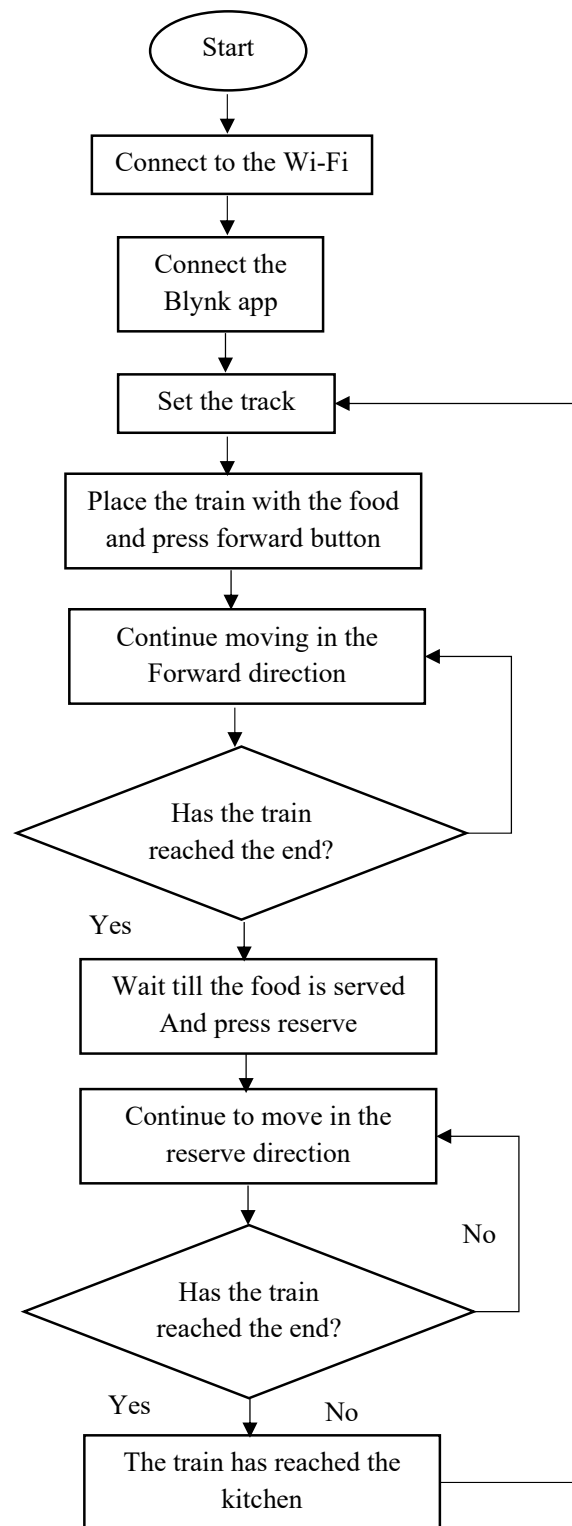 Start
Connect to the Wi-Fi
Connect the
Blynk app
Set the track
Place the train with the food
and press forward button
Continue moving in the
Forward direction
Has the train
reached the end?
Yes
Wait till the food is served
And press reserve
Continue to move in the
reserve direction
No
Has the train
reached the end?
Yes
No
The train has reached the
kitchen